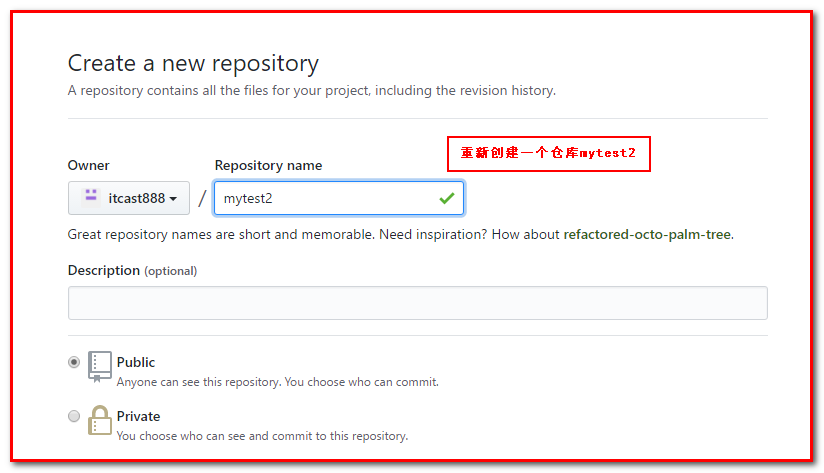 Create a new repository
A repository contains all the files for your project, including the revision history.
重新创建一个仓库mytest2
Owner
Repository name
itcast888
/
mytest2
Great repository names are short and memorable. Need inspiration? How about refactored-octo-palm-tree.
Description (optional)
Public
Anyone can see this repository. You choose who can commit.
Private
You choose who can see and commit to this repository.